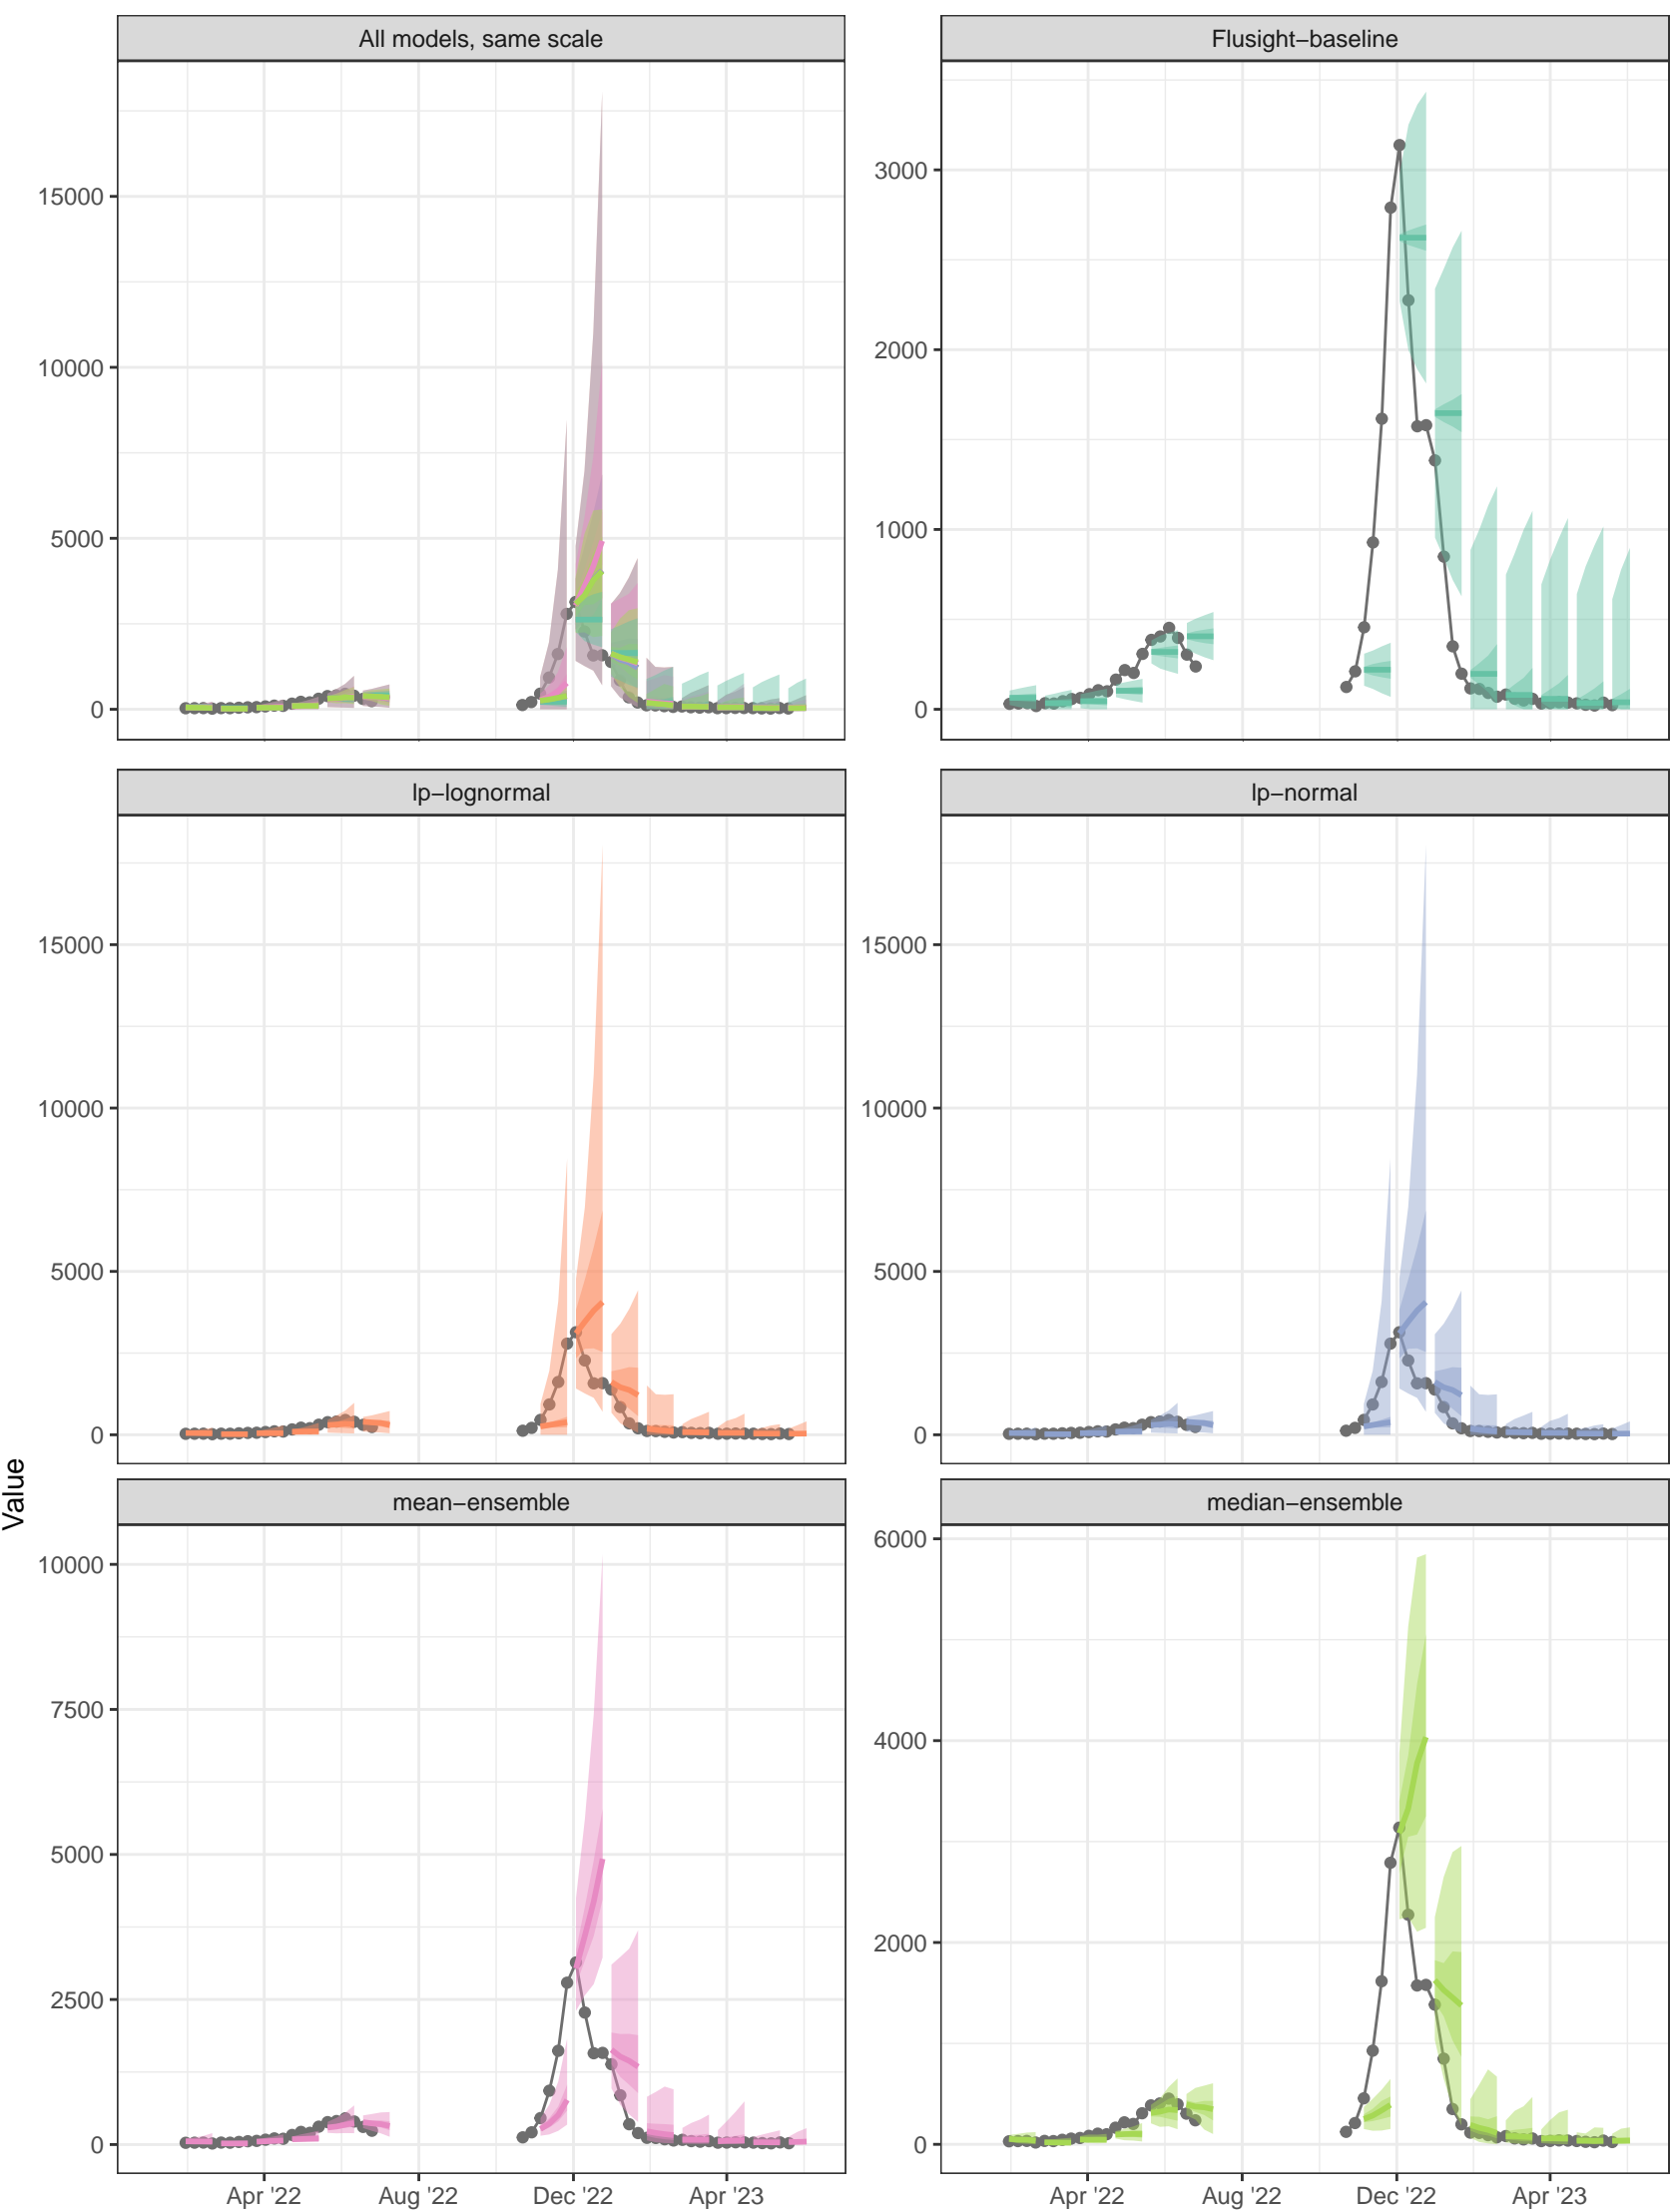 All models, same scale
Flusight−baseline
15000
10000
5000
0
3000
2000
1000
0
lp−lognormal
lp−normal
15000
10000
5000
0
15000
10000
5000
0
Value
mean−ensemble
median−ensemble
10000
7500
5000
2500
0
6000
4000
2000
0
Apr '22
Aug '22
Dec '22
Apr '23
Apr '22
Aug '22
Dec '22
Apr '23